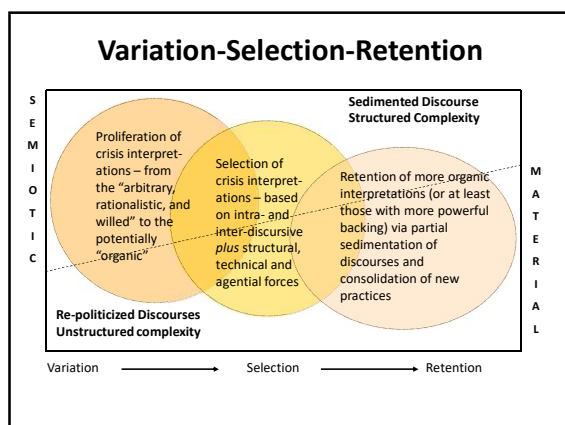 Variation-Selection-Retention
SEMIOTIC
Sedimented Discourse
Structured Complexity
Proliferation of
crisis interpret-
ations – from
the “arbitrary,
rationalistic, and
willed” to the
potentially
“organic”
Selection of
crisis interpret-
ations – based
on intra- and
inter-discursive
plus structural,
technical and
agential forces
Retention of more organic
interpretations (or at least
those with more powerful
backing) via partial
sedimentation of
discourses and
consolidation of new
practices
MATERIAL
Re-politicized Discourses
Unstructured complexity
Variation Selection Retention